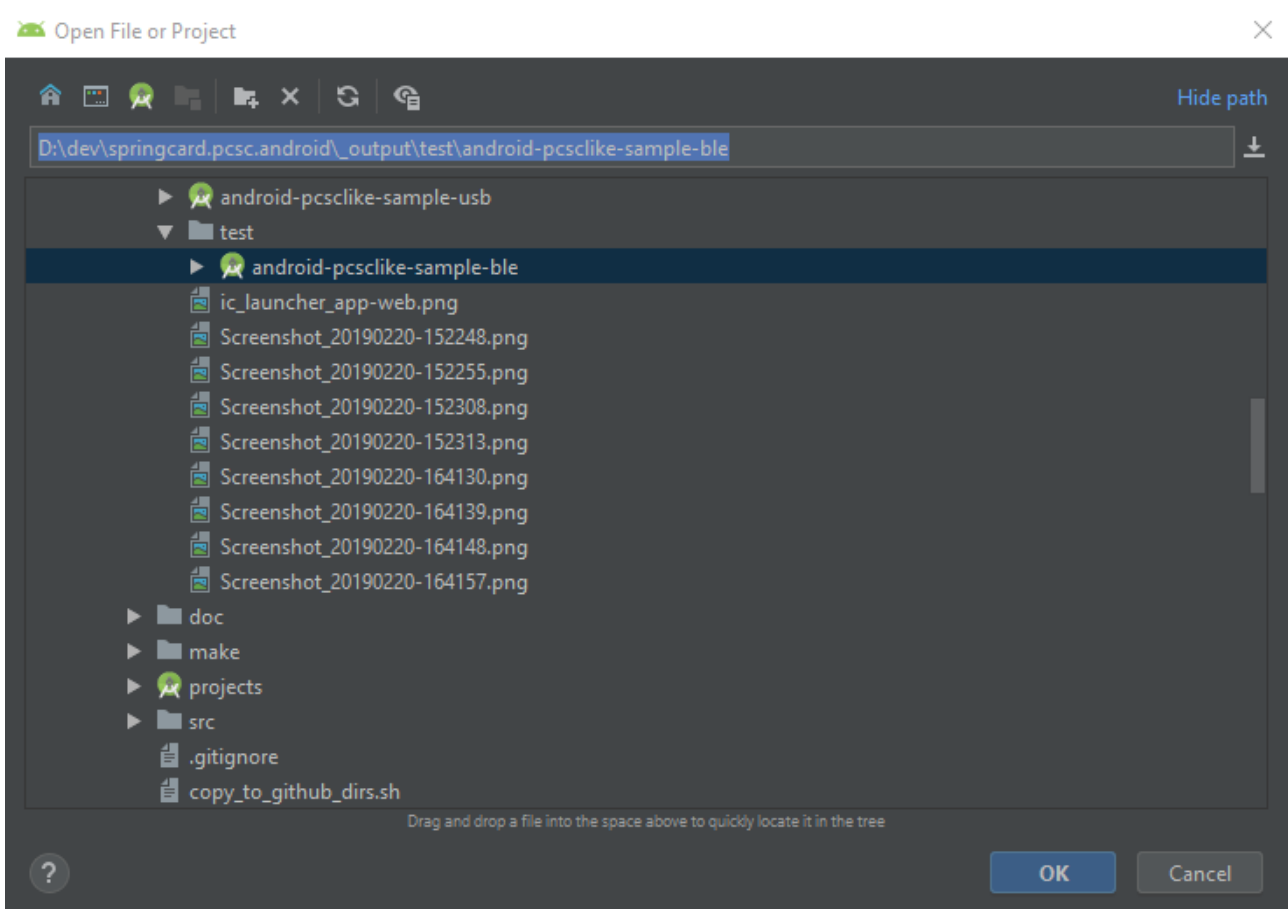 Open File or Project
Hide path
D:\dev\springcard.pcsc.android\_output\test\android-pcsclike-sample-ble
android-pcsclike-sample-usb
test
android-pcsclike-sample-ble
ic_launcher_app-web.png
Screenshot_20190220-152248.png
Screenshot_20190220-152255.png
Screenshot_20190220-152308.png
Screenshot_20190220-152313.png
Screenshot_20190220-164130.png
Screenshot_20190220-164139.png
Screenshot_20190220-164148.png
Screenshot_20190220-164157.png
doc
make
projects
src
.gitignore
copy_to_github_dirs.sh
Drag and drop a file into the space above to quickly locate it in the tree
?
OK
Cancel